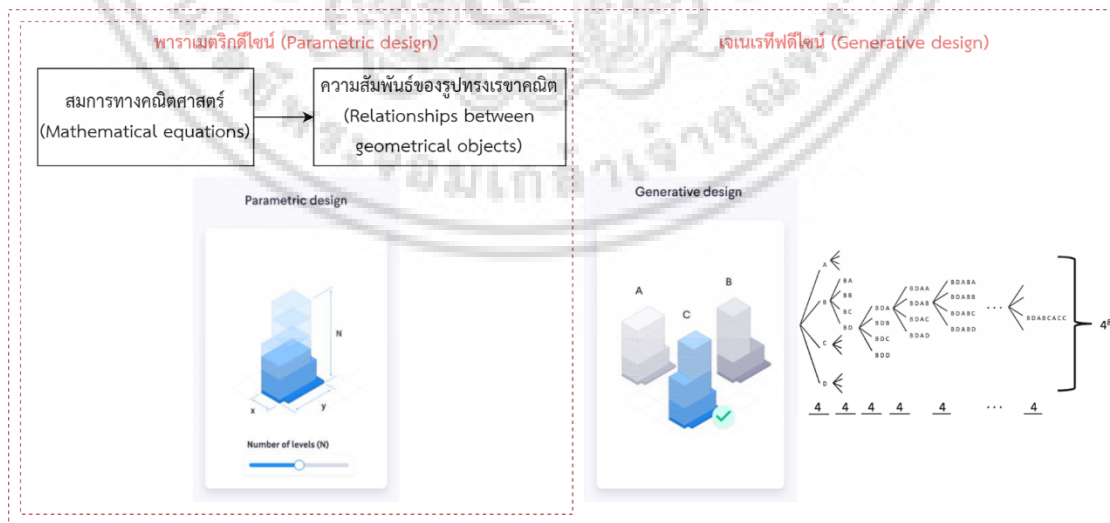 พาราเมตริกดีไซน์ (Parametric design)
สมการทางคณิตศาสตร์
(Mathematical equations)
ความสัมพันธ์ของรูปทรงเรขาคณิต
(Relationships between
geometrical objects)
Parametric design
N
x
y
Number of levels (N)
เจเนเรทีฟดีไซน์ (Generative design)
Generative design
A
B
C
A
B
C
D
BA
BB
BC
BD
BDA
BDB
BDC
BDD
BDAA
BDAB
BDAC
BDAD
BDABA
BDABB
BDABC
BDABD
...
BDABCACC
4 4 4 4 4 ... 4